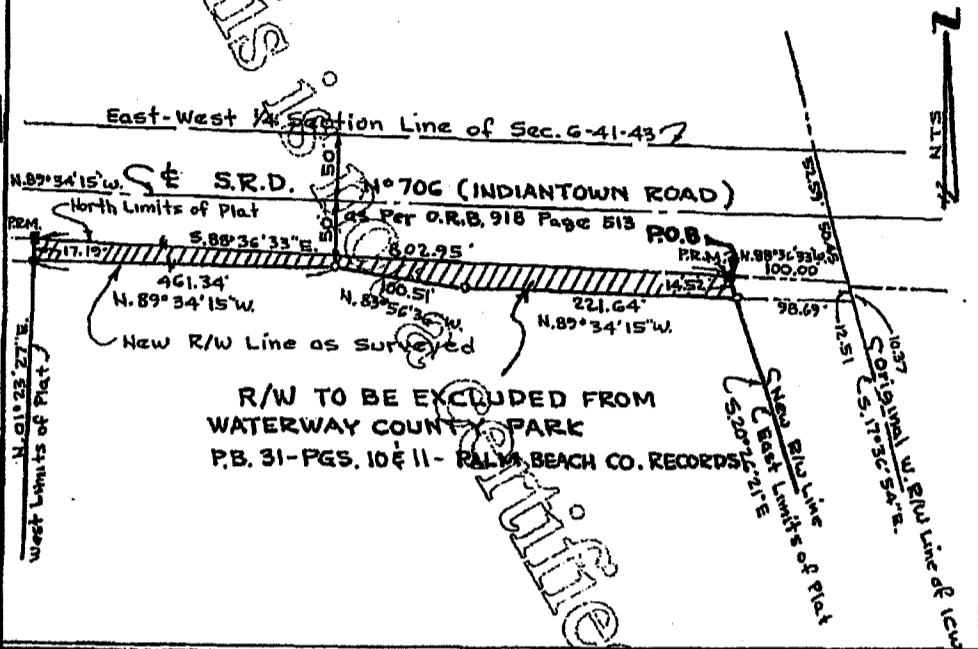 N.T.S.
East-West 1/4 Section Line of Sec. 6-41-43
50'
50'
52.59
50.45
N.89°34'15"W.
℄ S.R.D. Nº 706 (INDIANTOWN ROAD)
as Per O.R.B. 918 Page 513
North Limits of Plat
P.R.M.
17.19'
S.88°36'33"E.
802.95'
P.O.B
P.R.M.
N.88°36'33"W.
100.00
14.52'
98.69'
12.51
10.37
461.34'
N.89°34'15"W.
100.51'
N.83°56'36"W.
221.64'
N.89°34'15"W.
New R/W Line as Surveyed
R/W TO BE EXCLUDED FROM
WATERWAY COUNTY PARK
P.B. 31-PGS. 10 & 11- PALM BEACH CO. RECORDS
N.01°23'27"E.
West Limits of Plat
New R/W Line
East Limits of Plat
S.20°26'21"E
Original W. R/W Line of ICW
S.17°36'54"E.